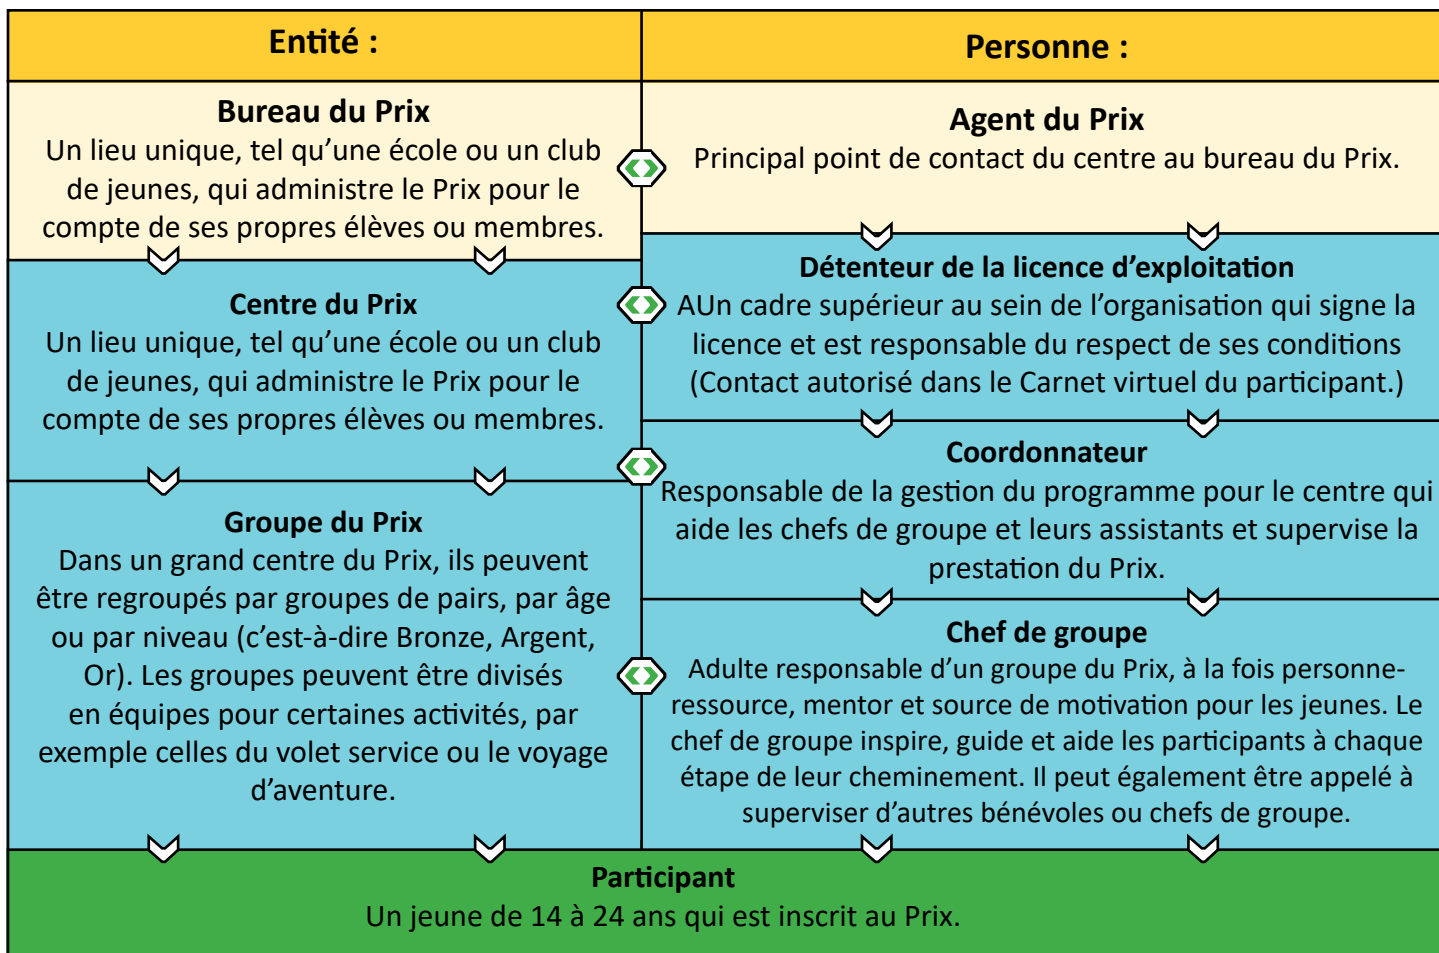 Entité :
Personne :
Bureau du Prix
Un lieu unique, tel qu’une école ou un club
de jeunes, qui administre le Prix pour le
compte de ses propres élèves ou membres.
Agent du Prix
Principal point de contact du centre au bureau du Prix.
Centre du Prix
Un lieu unique, tel qu’une école ou un club
de jeunes, qui administre le Prix pour le
compte de ses propres élèves ou membres.
Détenteur de la licence d’exploitation
AUn cadre supérieur au sein de l’organisation qui signe la
licence et est responsable du respect de ses conditions
(Contact autorisé dans le Carnet virtuel du participant.)
Coordonnateur
Responsable de la gestion du programme pour le centre qui
aide les chefs de groupe et leurs assistants et supervise la
prestation du Prix.
Groupe du Prix
Dans un grand centre du Prix, ils peuvent
être regroupés par groupes de pairs, par âge
ou par niveau (c’est-à-dire Bronze, Argent,
Or). Les groupes peuvent être divisés
en équipes pour certaines activités, par
exemple celles du volet service ou le voyage
d’aventure.
Chef de groupe
Adulte responsable d’un groupe du Prix, à la fois personne-
ressource, mentor et source de motivation pour les jeunes. Le
chef de groupe inspire, guide et aide les participants à chaque
étape de leur cheminement. Il peut également être appelé à
superviser d’autres bénévoles ou chefs de groupe.
Participant
Un jeune de 14 à 24 ans qui est inscrit au Prix.